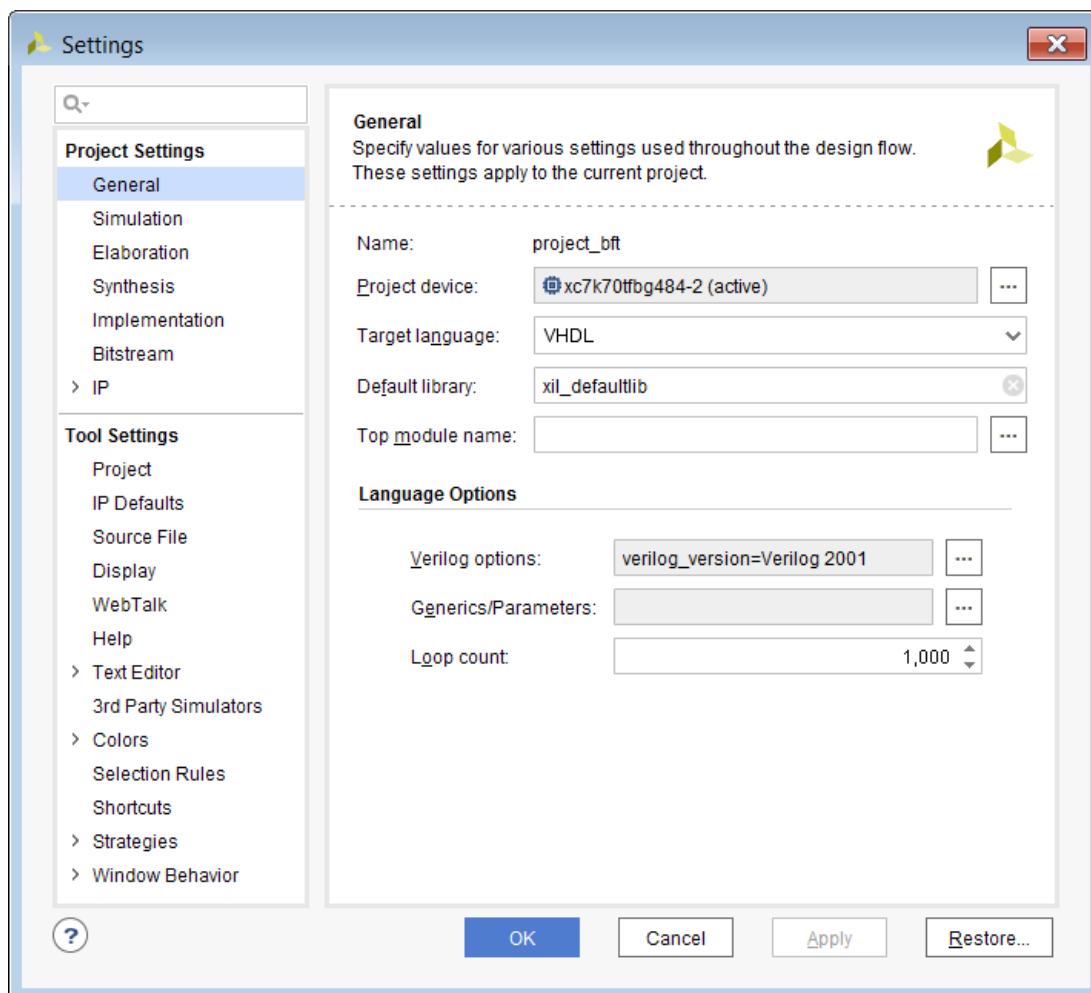 Settings
Project Settings
General
Simulation
Elaboration
Synthesis
Implementation
Bitstream
> IP
Tool Settings
Project
IP Defaults
Source File
Display
WebTalk
Help
> Text Editor
3rd Party Simulators
> Colors
Selection Rules
Shortcuts
> Strategies
> Window Behavior
General
Specify values for various settings used throughout the design flow.
These settings apply to the current project.
Name: project_bft
Project device: xc7k70tfbg484-2 (active) ...
Target language: VHDL
Default library: xil_defaultlib
Top module name: ...
Language Options
Verilog options: verilog_version=Verilog 2001 ...
Generics/Parameters: ...
Loop count: 1,000
? OK Cancel Apply Restore...